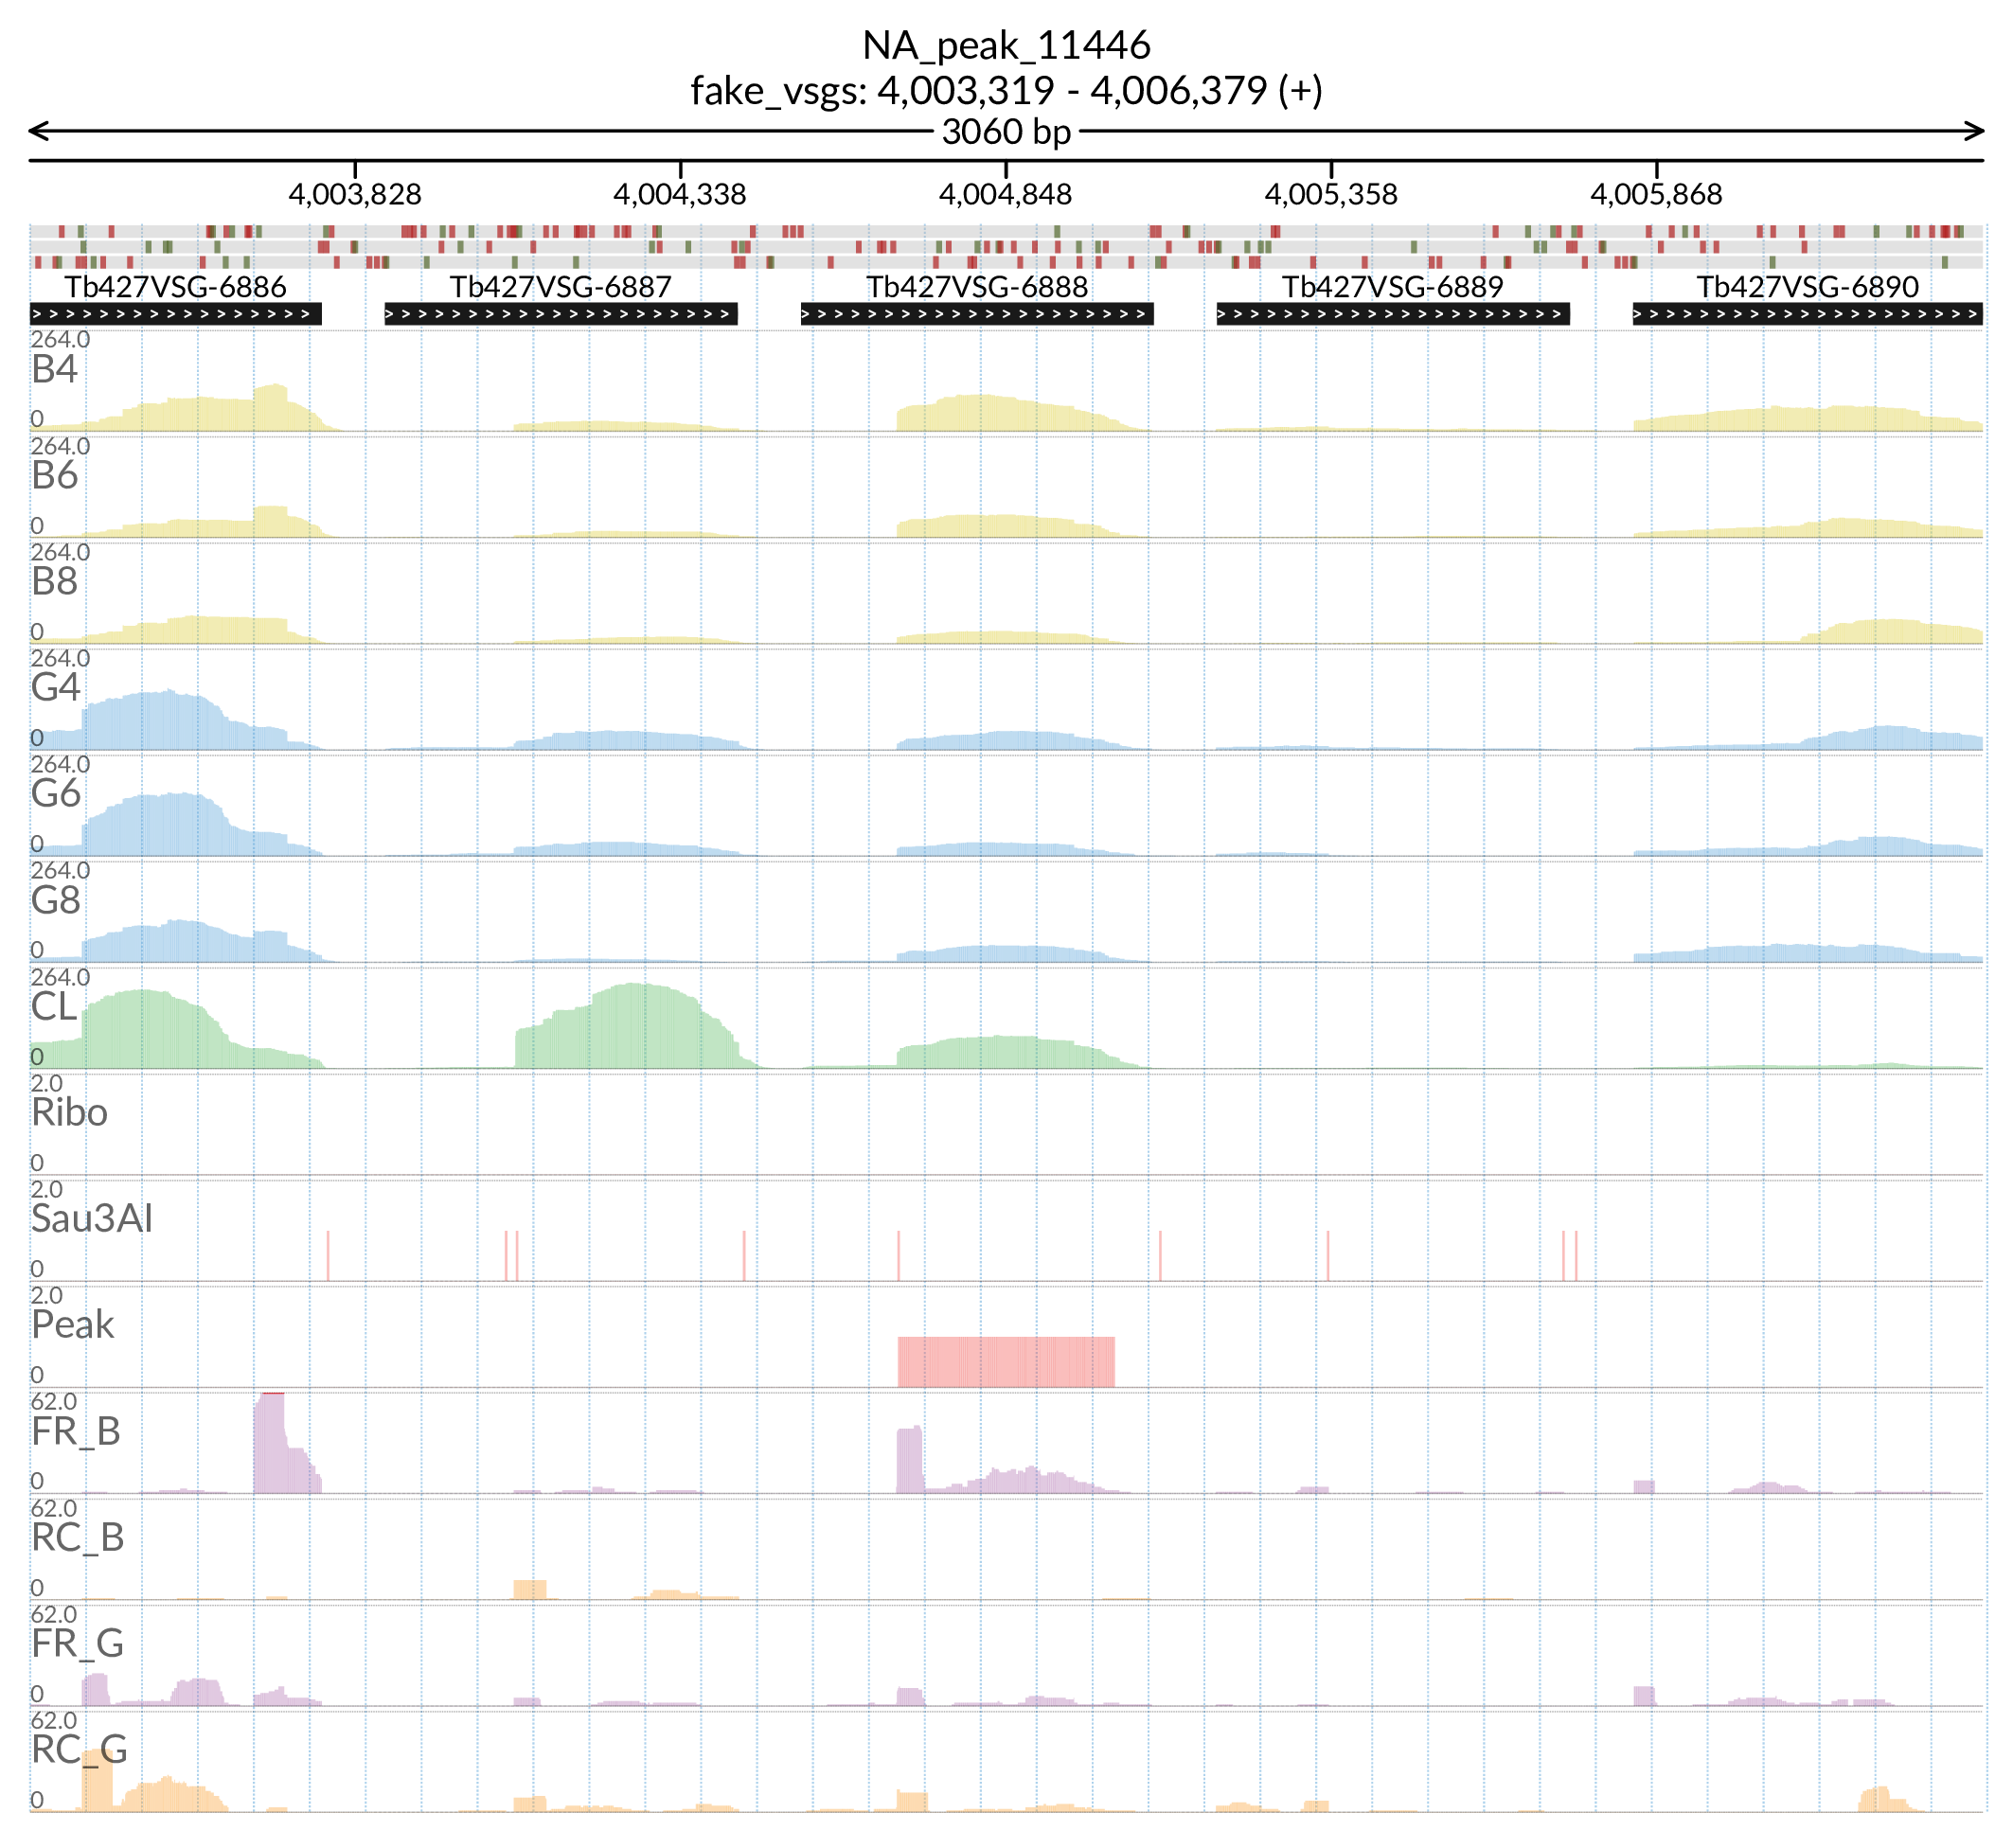 NA_peak_11446
fake_vsgs: 4,003,319 - 4,006,379 (+)
3060 bp
4,003,828 4,004,338 4,004,848 4,005,358 4,005,868
Tb427VSG-6886 Tb427VSG-6887 Tb427VSG-6888 Tb427VSG-6889 Tb427VSG-6890
264.0
B4
0
264.0
B6
0
264.0
B8
0
264.0
G4
0
264.0
G6
0
264.0
G8
0
264.0
CL
0
2.0
Ribo
0
2.0
Sau3AI
0
2.0
Peak
0
62.0
FR_B
0
62.0
RC_B
0
62.0
FR_G
0
62.0
RC_G
0